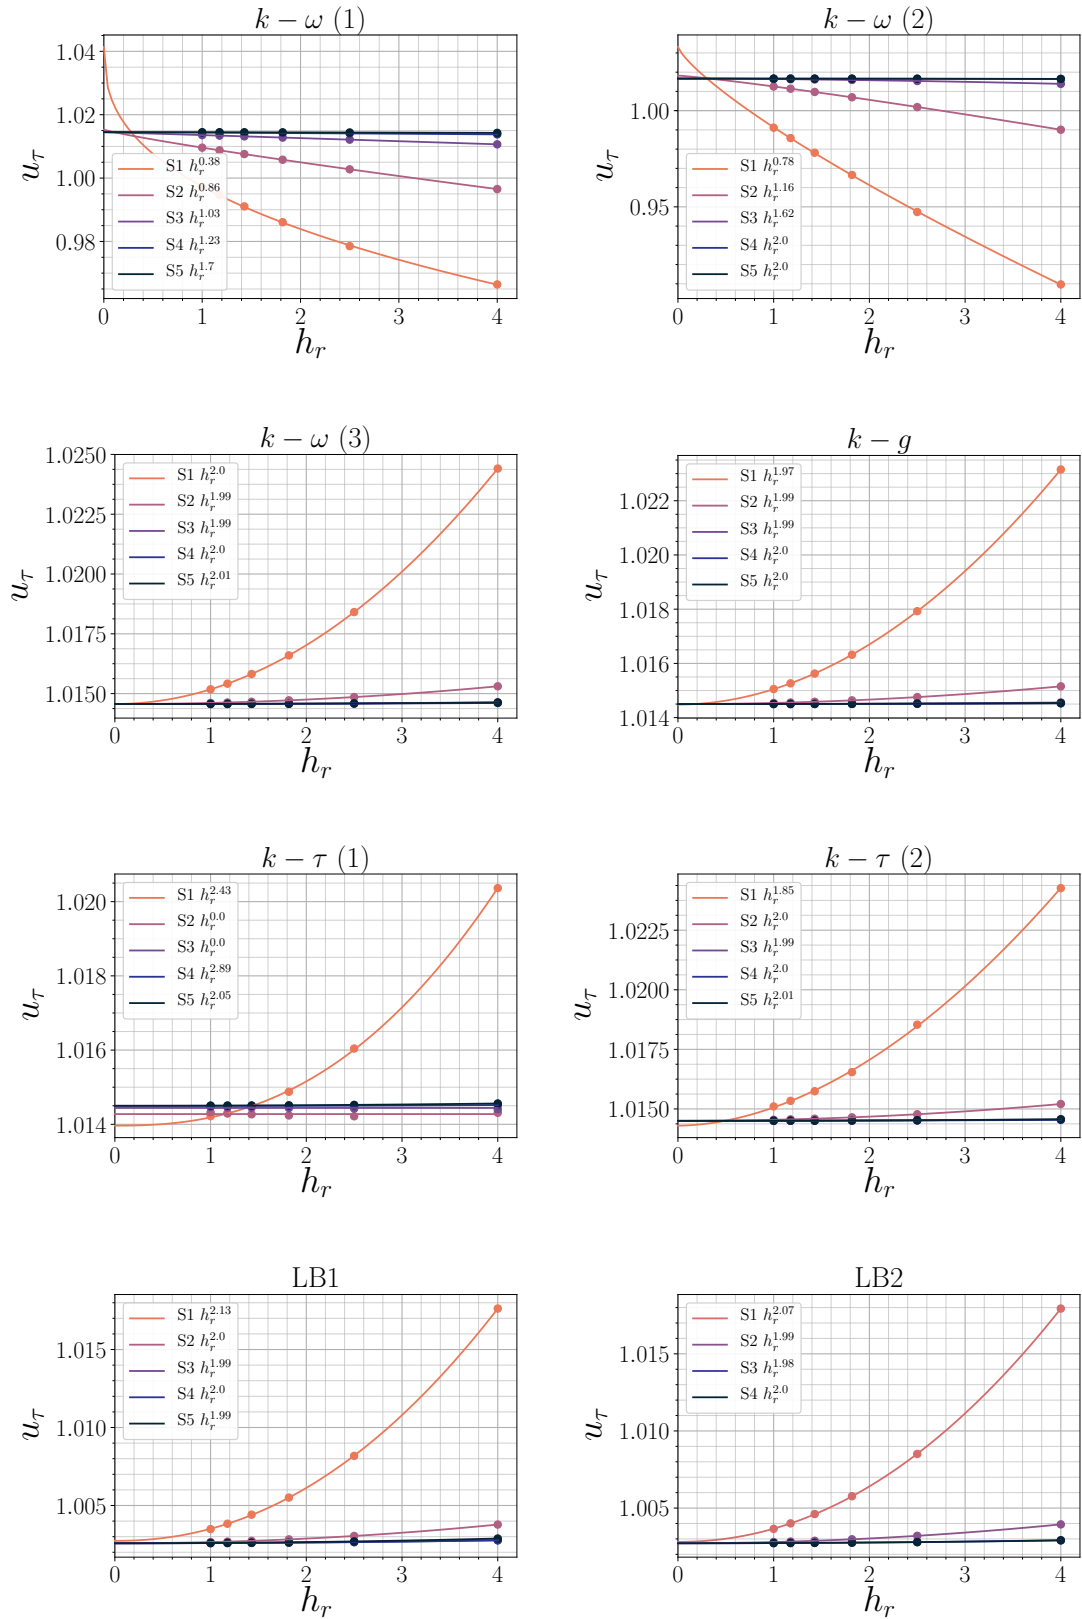 k − ω (1)
1.04
1.02
1.00
0.98
u_τ
S1 h_r^0.38
S2 h_r^0.86
S3 h_r^1.03
S4 h_r^1.23
S5 h_r^1.7
0 1 2 3 4
h_r
k − ω (2)
1.00
0.95
u_τ
S1 h_r^0.78
S2 h_r^1.16
S3 h_r^1.62
S4 h_r^2.0
S5 h_r^2.0
0 1 2 3 4
h_r
k − ω (3)
1.0250
1.0225
1.0200
1.0175
1.0150
u_τ
S1 h_r^2.0
S2 h_r^1.99
S3 h_r^1.99
S4 h_r^2.0
S5 h_r^2.01
0 1 2 3 4
h_r
k − g
1.022
1.020
1.018
1.016
1.014
u_τ
S1 h_r^1.97
S2 h_r^1.99
S3 h_r^1.99
S4 h_r^2.0
S5 h_r^2.0
0 1 2 3 4
h_r
k − τ (1)
1.020
1.018
1.016
1.014
u_τ
S1 h_r^2.43
S2 h_r^0.0
S3 h_r^0.0
S4 h_r^2.89
S5 h_r^2.05
0 1 2 3 4
h_r
k − τ (2)
1.0225
1.0200
1.0175
1.0150
u_τ
S1 h_r^1.85
S2 h_r^2.0
S3 h_r^1.99
S4 h_r^2.0
S5 h_r^2.01
0 1 2 3 4
h_r
LB1
1.015
1.010
1.005
u_τ
S1 h_r^2.13
S2 h_r^2.0
S3 h_r^1.99
S4 h_r^2.0
S5 h_r^1.99
0 1 2 3 4
h_r
LB2
1.015
1.010
1.005
u_τ
S1 h_r^2.07
S2 h_r^1.99
S3 h_r^1.98
S4 h_r^2.0
0 1 2 3 4
h_r